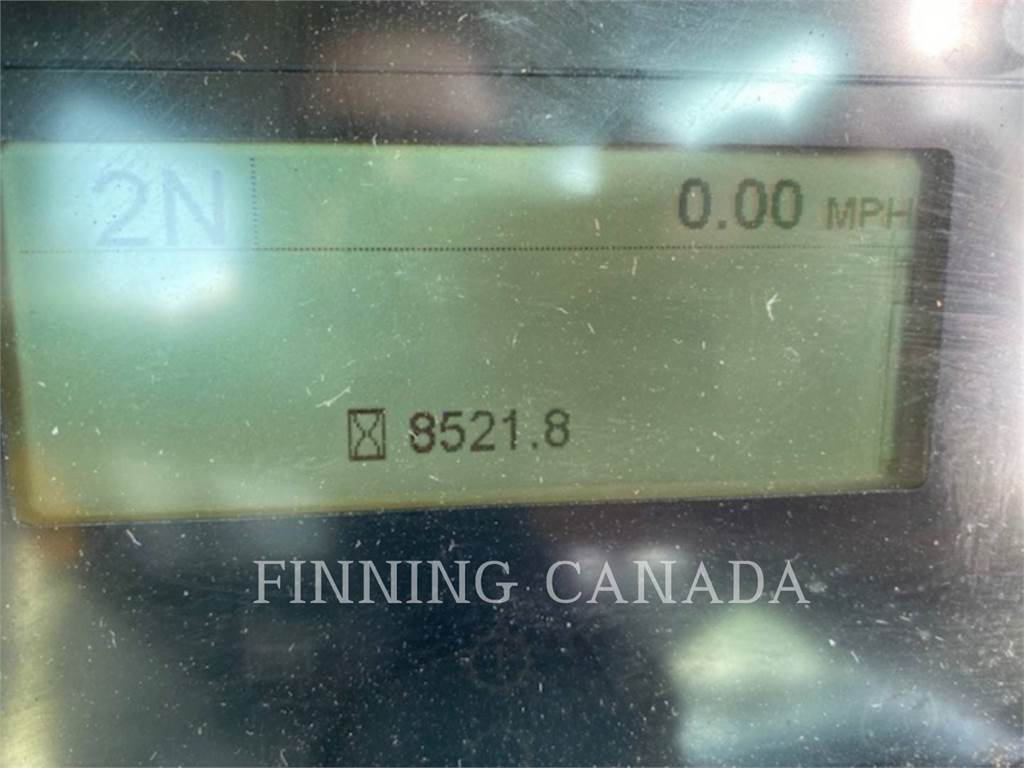 2N 0.00 MPH
8521.8
FINNING CANADA